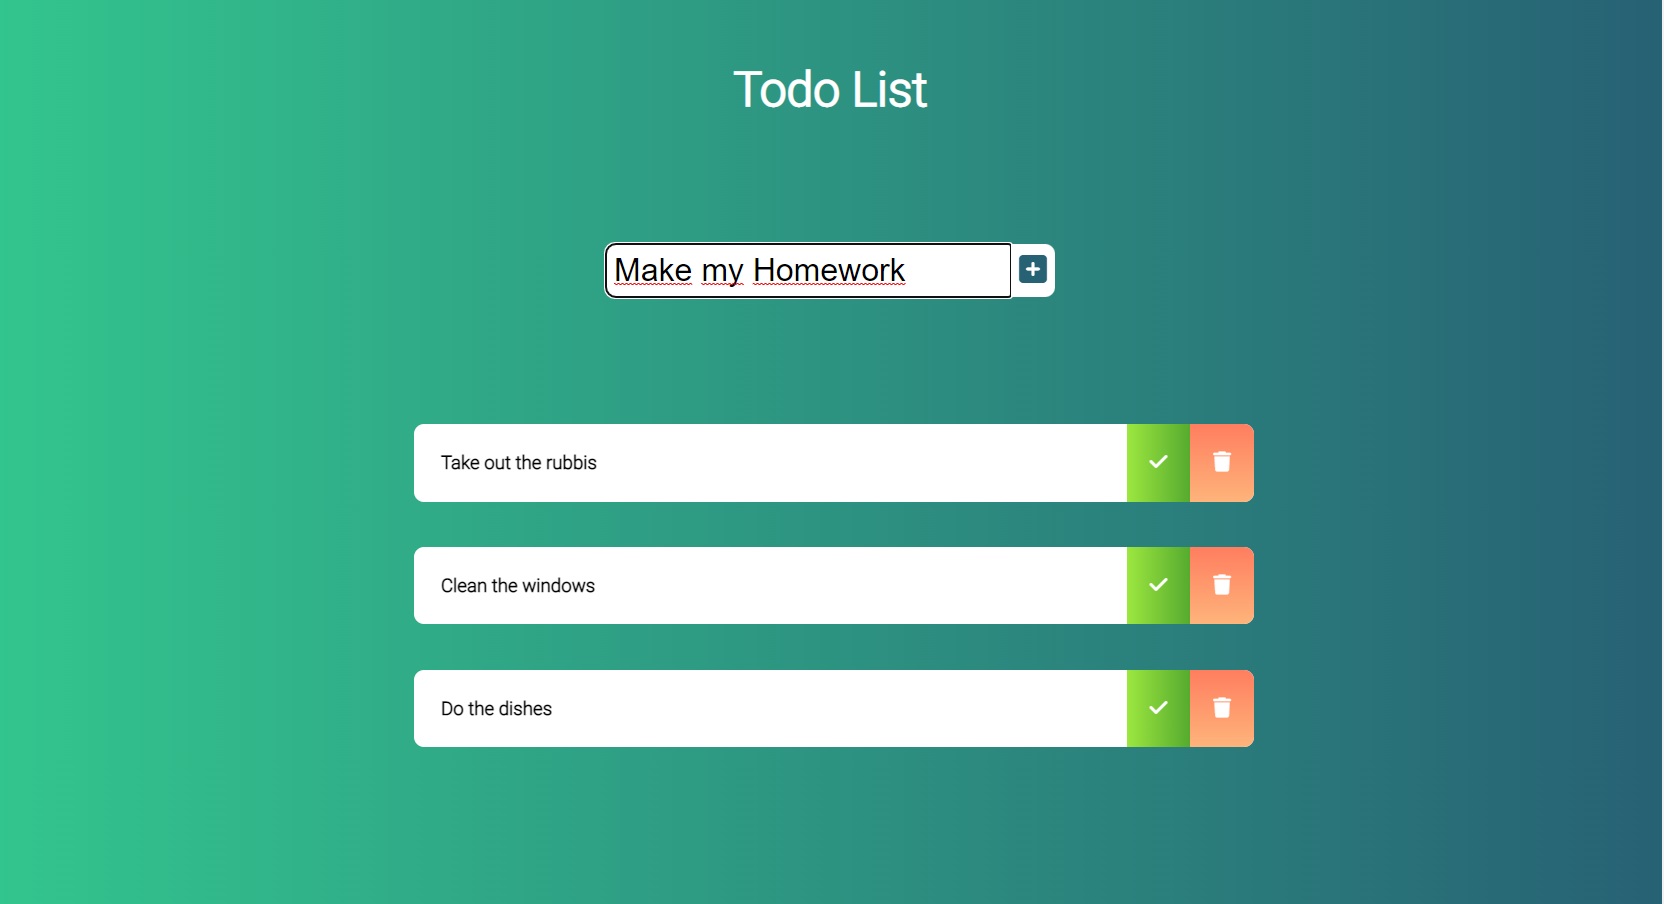 Todo List
Make my Homework
Take out the rubbis
Clean the windows
Do the dishes